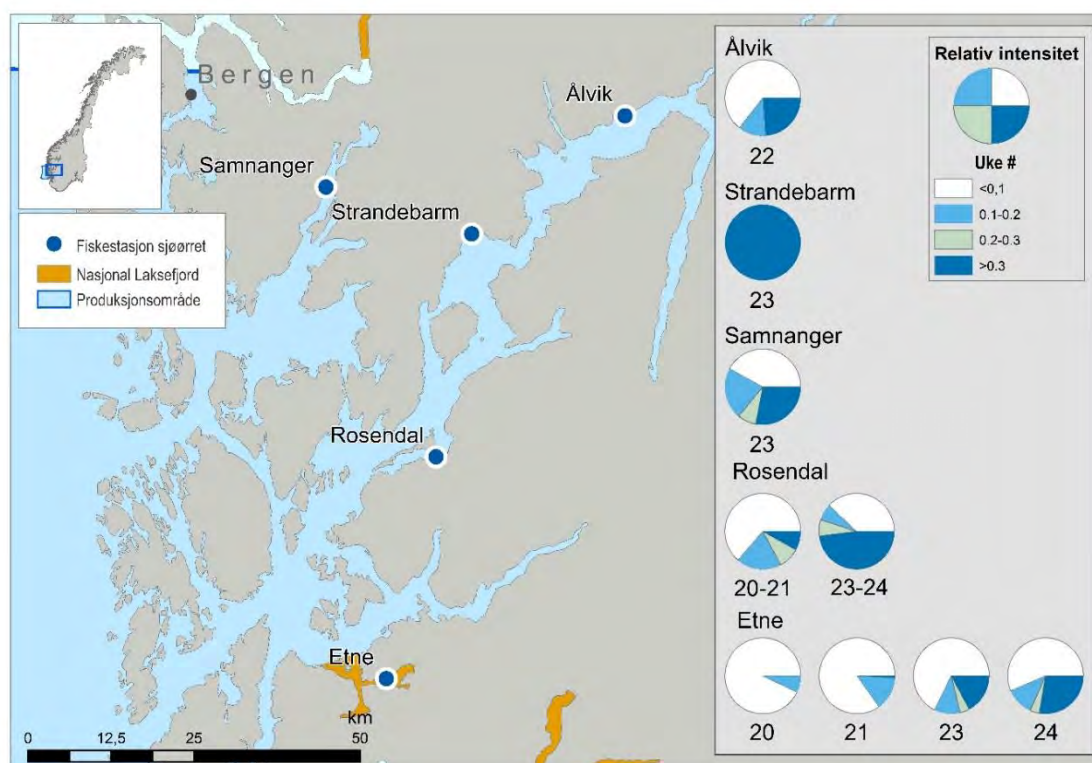 Bergen
Ålvik
Samnanger
Strandebarm
Rosendal
Etne
Fiskestasjon sjøørret
Nasjonal Laksefjord
Produksjonsområde
km
0 12,5 25 50
Ålvik
22
Strandebarm
23
Samnanger
23
Rosendal
20-21 23-24
Etne
20 21 23 24
Relativ intensitet
Uke #
<0,1
0.1-0.2
0.2-0.3
>0.3